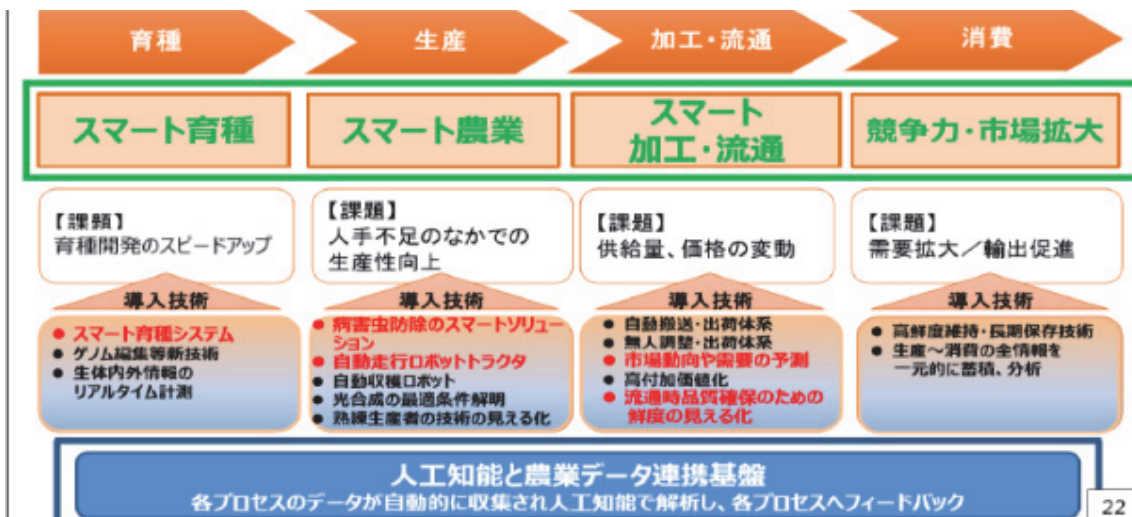 育種
生産
加工・流通
消費
スマート育種
スマート農業
スマート
加工・流通
競争力・市場拡大
【課題】
育種開発のスピードアップ
【課題】
人手不足のなかでの
生産性向上
【課題】
供給量、価格の変動
【課題】
需要拡大／輸出促進
導入技術
● スマート育種システム
● ゲノム編集等新技術
● 生体内外情報の
リアルタイム計測
導入技術
● 病害虫防除のスマートソリュー
ション
● 自動走行ロボットトラクタ
● 自動収穫ロボット
● 光合成の最適条件解明
● 熟練生産者の技術の見える化
導入技術
● 自動搬送・出荷体系
● 無人調整・出荷体系
● 市場動向や需要の予測
● 高付加価値化
● 流通時品質確保のための
鮮度の見える化
導入技術
● 高鮮度維持・長期保存技術
● 生産～消費の全情報を
一元的に蓄積、分析
人工知能と農業データ連携基盤
各プロセスのデータが自動的に収集され人工知能で解析し、各プロセスへフィードバック
22